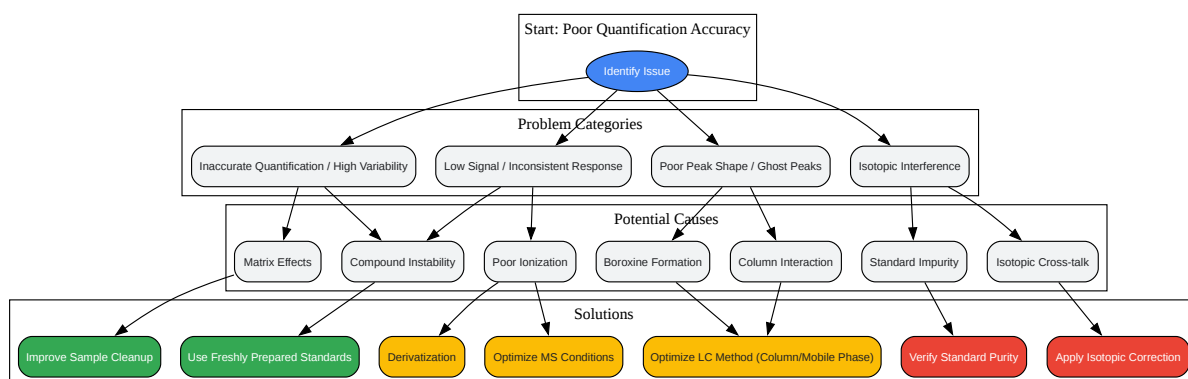 Start: Poor Quantification Accuracy
Identify Issue
Problem Categories
Inaccurate Quantification / High Variability
Low Signal / Inconsistent Response
Poor Peak Shape / Ghost Peaks
Isotopic Interference
Potential Causes
Matrix Effects
Compound Instability
Poor Ionization
Boroxine Formation
Column Interaction
Standard Impurity
Isotopic Cross-talk
Solutions
Improve Sample Cleanup
Use Freshly Prepared Standards
Derivatization
Optimize MS Conditions
Optimize LC Method (Column/Mobile Phase)
Verify Standard Purity
Apply Isotopic Correction